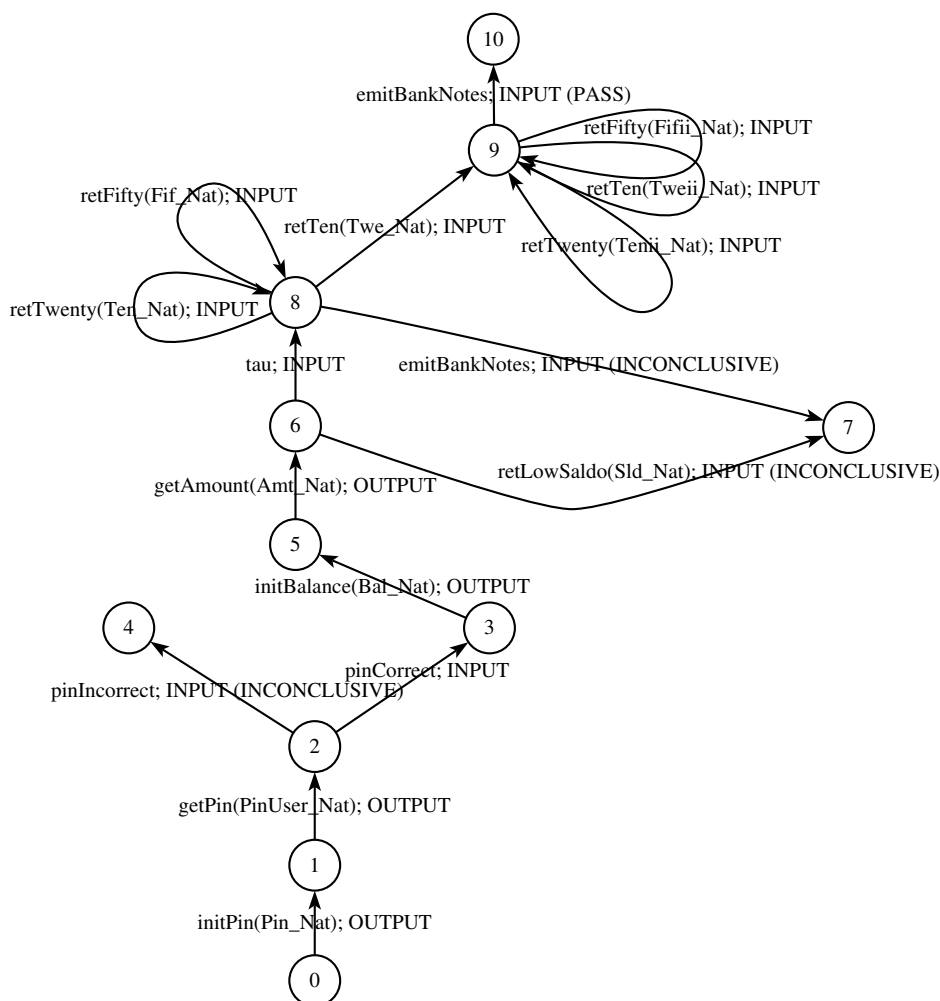 10
emitBankNotes; INPUT (PASS)
retFifty(Fifii_Nat); INPUT
9
retTen(Tweii_Nat); INPUT
retFifty(Fif_Nat); INPUT
retTen(Twe_Nat); INPUT
retTwenty(Tenii_Nat); INPUT
8
retTwenty(Ten_Nat); INPUT
tau; INPUT
emitBankNotes; INPUT (INCONCLUSIVE)
6
7
retLowSaldo(Sld_Nat); INPUT (INCONCLUSIVE)
getAmount(Amt_Nat); OUTPUT
5
initBalance(Bal_Nat); OUTPUT
4
3
pinCorrect; INPUT
pinIncorrect; INPUT (INCONCLUSIVE)
2
getPin(PinUser_Nat); OUTPUT
1
initPin(Pin_Nat); OUTPUT
0